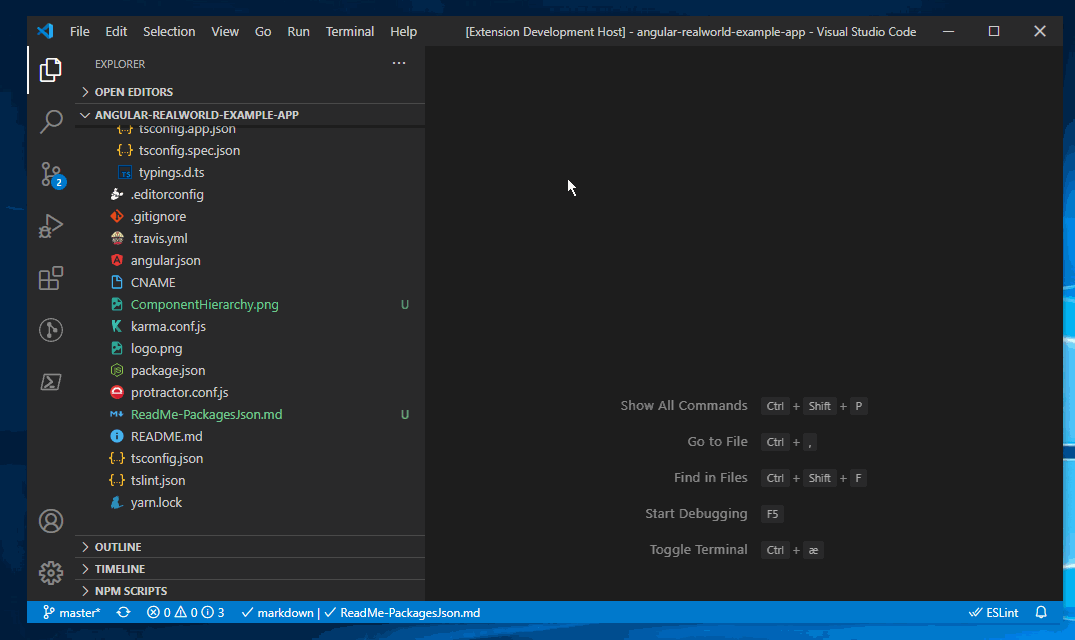 File Edit Selection View Go Run Terminal Help [Extension Development Host] - angular-realworld-example-app - Visual Studio Code
EXPLORER
OPEN EDITORS
ANGULAR-REALWORLD-EXAMPLE-APP
{..} tsconfig.app.json
{..} tsconfig.spec.json
TS typings.d.ts
.editorconfig
.gitignore
.travis.yml
angular.json
CNAME
ComponentHierarchy.png U
karma.conf.js
logo.png
package.json
protractor.conf.js
M↓ ReadMe-PackagesJson.md U
README.md
{..} tsconfig.json
{..} tslint.json
yarn.lock
OUTLINE
TIMELINE
NPM SCRIPTS
2
Show All Commands Ctrl + Shift + P
Go to File Ctrl + ,
Find in Files Ctrl + Shift + F
Start Debugging F5
Toggle Terminal Ctrl + æ
master* 0 0 3 markdown | ReadMe-PackagesJson.md ESLint